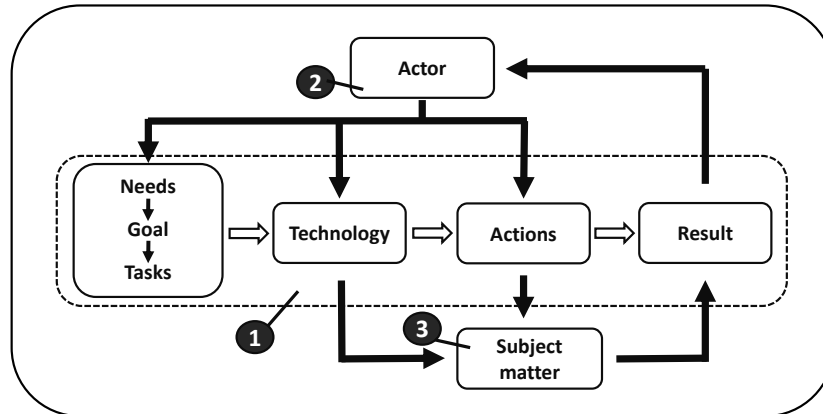 Actor
2
Needs
Goal
Tasks
Technology
Actions
Result
1
3
Subject
matter